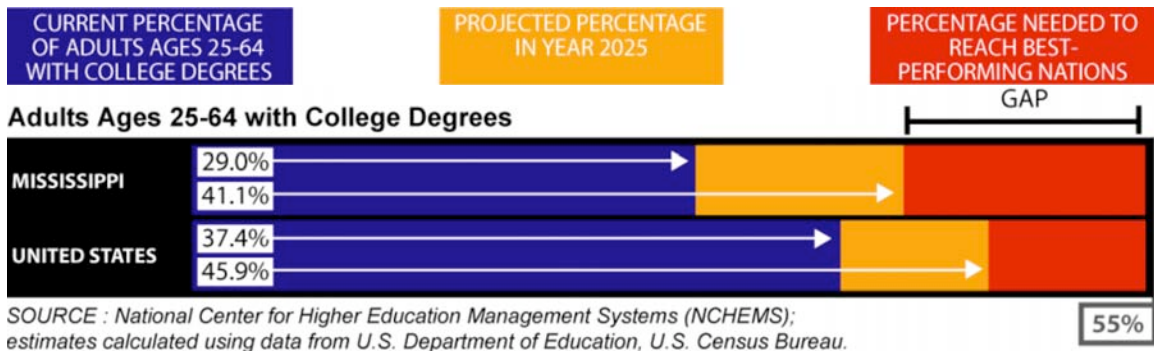 CURRENT PERCENTAGE
OF ADULTS AGES 25-64
WITH COLLEGE DEGREES
PROJECTED PERCENTAGE
IN YEAR 2025
PERCENTAGE NEEDED TO
REACH BEST-
PERFORMING NATIONS
GAP
Adults Ages 25-64 with College Degrees
MISSISSIPPI
29.0%
41.1%
UNITED STATES
37.4%
45.9%
SOURCE : National Center for Higher Education Management Systems (NCHEMS);
estimates calculated using data from U.S. Department of Education, U.S. Census Bureau.
55%